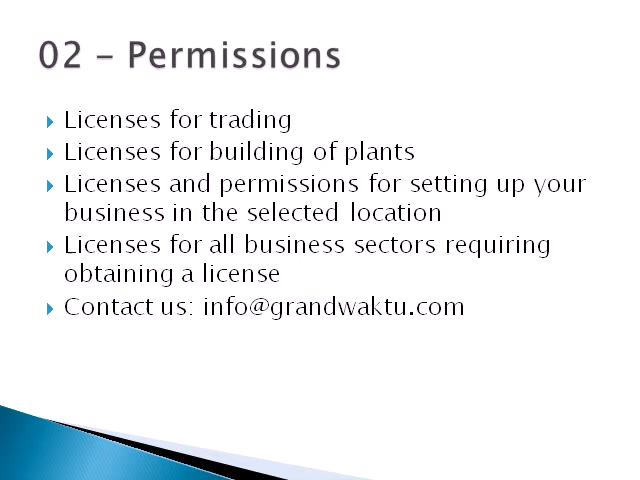 02 – Permissions
Licenses for trading
Licenses for building of plants
Licenses and permissions for setting up your
business in the selected location
Licenses for all business sectors requiring
obtaining a license
Contact us: info@grandwaktu.com